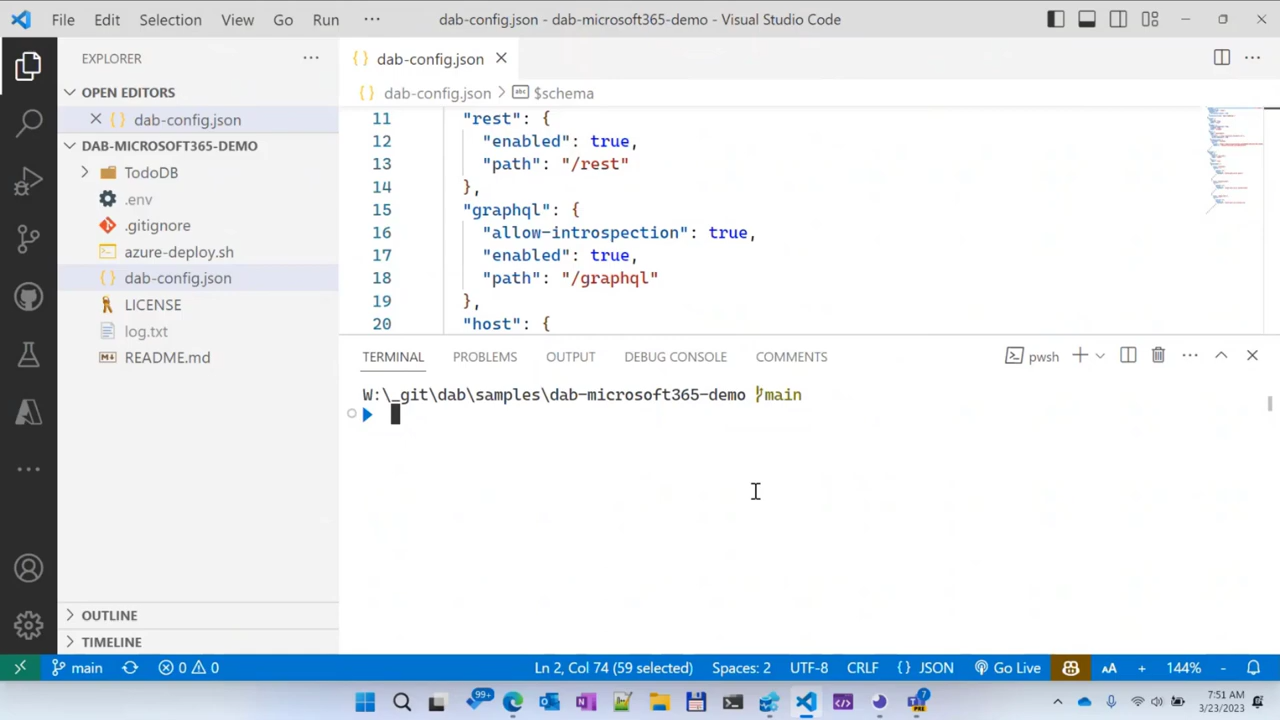 File Edit Selection View Go Run ··· dab-config.json - dab-microsoft365-demo - Visual Studio Code
EXPLORER ···
OPEN EDITORS
{} dab-config.json
DAB-MICROSOFT365-DEMO
TodoDB
.env
.gitignore
azure-deploy.sh
{} dab-config.json
LICENSE
log.txt
README.md
OUTLINE
TIMELINE
{} dab-config.json
{} dab-config.json > abc $schema
11 "rest": {
12 "enabled": true,
13 "path": "/rest"
14 },
15 "graphql": {
16 "allow-introspection": true,
17 "enabled": true,
18 "path": "/graphql"
19 },
20 "host": {
TERMINAL PROBLEMS OUTPUT DEBUG CONSOLE COMMENTS pwsh
W:\_git\dab\samples\dab-microsoft365-demo main
main 0 0 Ln 2, Col 74 (59 selected) Spaces: 2 UTF-8 CRLF {} JSON Go Live AA + 144% -
99+ 7 PRE
7:51 AM
3/23/2023